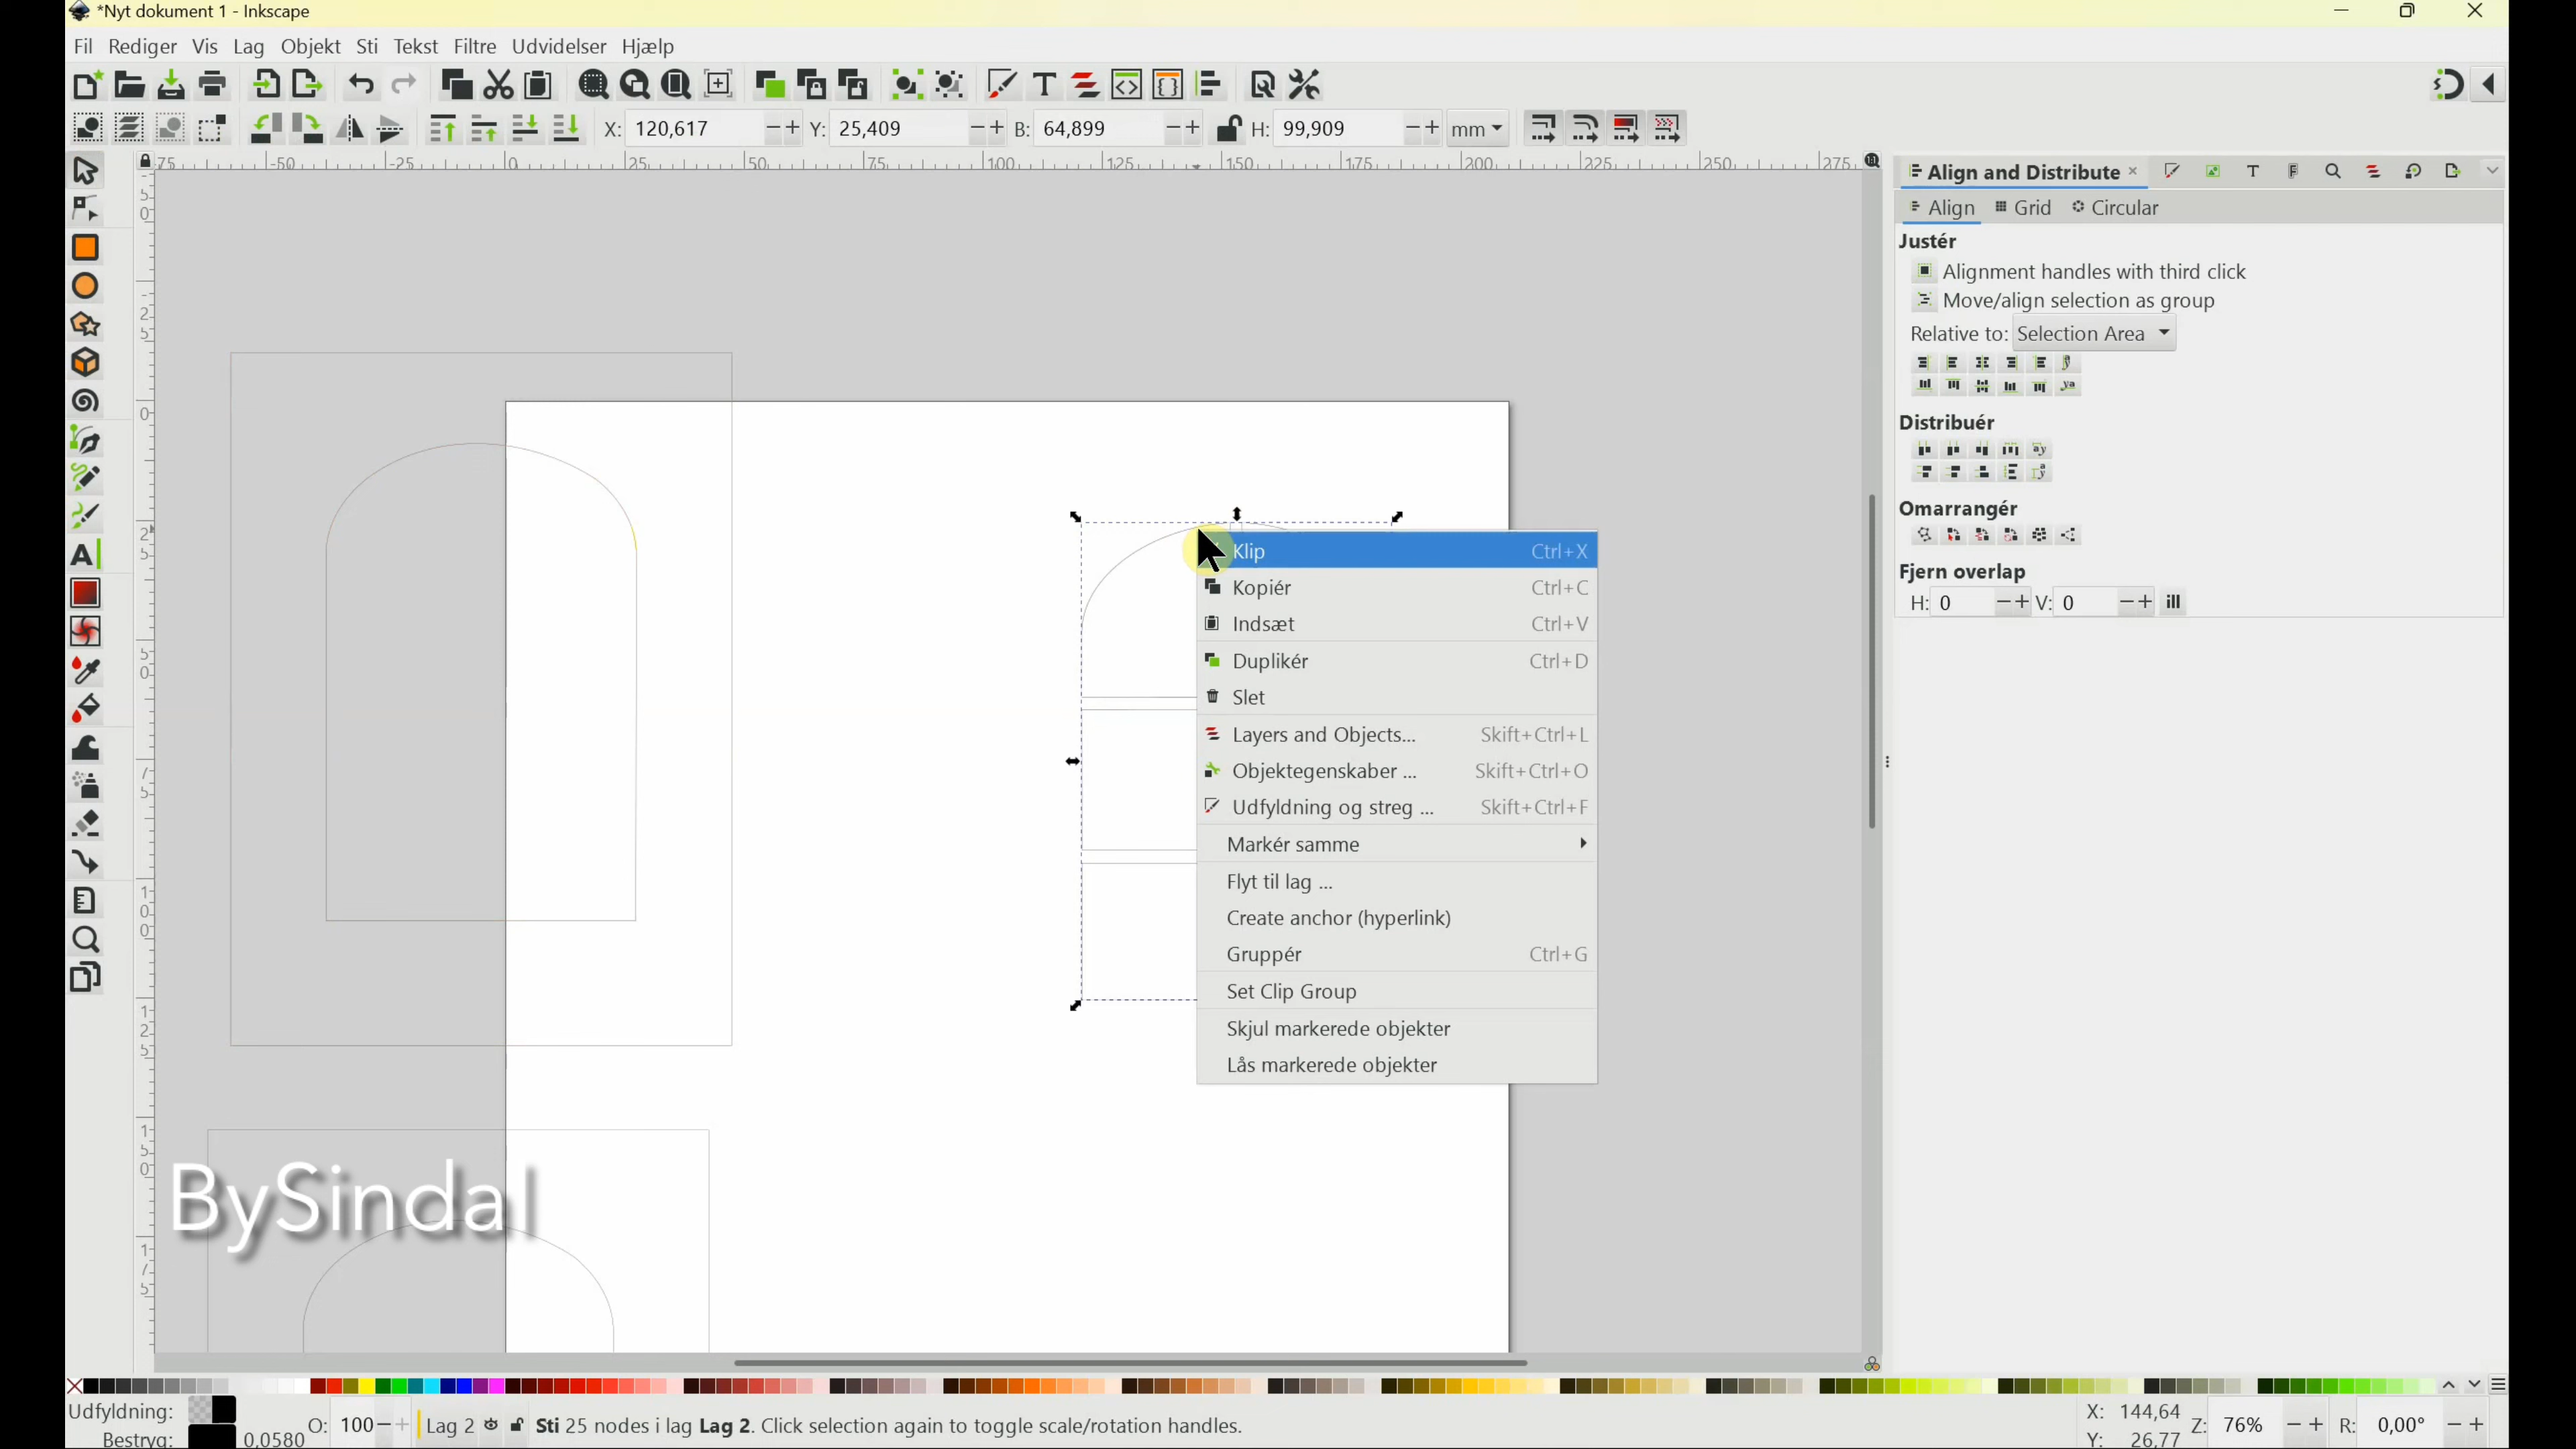 *Nyt dokument 1 - Inkscape
Fil Rediger Vis Lag Objekt Sti Tekst Filtre Udvidelser Hjælp
X: 120,617 Y: 25,409 B: 64,899 H: 99,909 mm
Align and Distribute
Align Grid Circular
Justér
Alignment handles with third click
Move/align selection as group
Relative to: Selection Area
Distribuér
Omarrangér
Fjern overlap
H: 0 V: 0
Klip Ctrl+X
Kopiér Ctrl+C
Indsæt Ctrl+V
Duplikér Ctrl+D
Slet
Layers and Objects... Skift+Ctrl+L
Objektegenskaber ... Skift+Ctrl+O
Udfyldning og streg ... Skift+Ctrl+F
Markér samme
Flyt til lag ...
Create anchor (hyperlink)
Gruppér Ctrl+G
Set Clip Group
Skjul markerede objekter
Lås markerede objekter
BySindal
Udfyldning:
Bestryg: 0,0580 O: 100 Lag 2 Sti 25 nodes i lag Lag 2. Click selection again to toggle scale/rotation handles.
X: 144,64
Y: 26,77
Z: 76% R: 0,00°